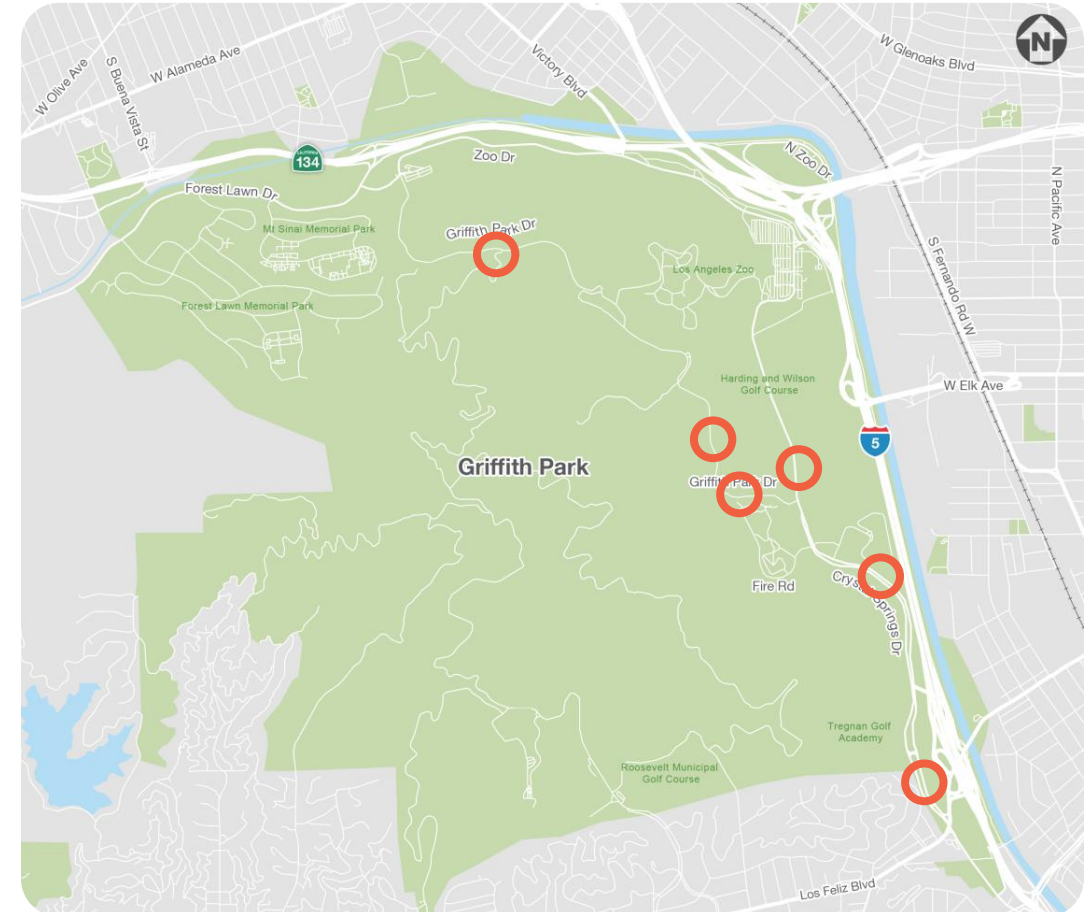 N
W Olive Ave
S Buena Vista St
W Alameda Ave
Victory Blvd
W Glenoaks Blvd
CALIFORNIA
134
Zoo Dr
N Zoo Dr
Forest Lawn Dr
N Pacific Ave
Mt Sinai Memorial Park
Griffith Park Dr
S Fernando Rd W
Los Angeles Zoo
Forest Lawn Memorial Park
Harding and Wilson
Golf Course
W Elk Ave
5
Griffith Park
Griffith Park Dr
Fire Rd
Crystal Springs Dr
Tregnan Golf
Academy
Roosevelt Municipal
Golf Course
Los Feliz Blvd